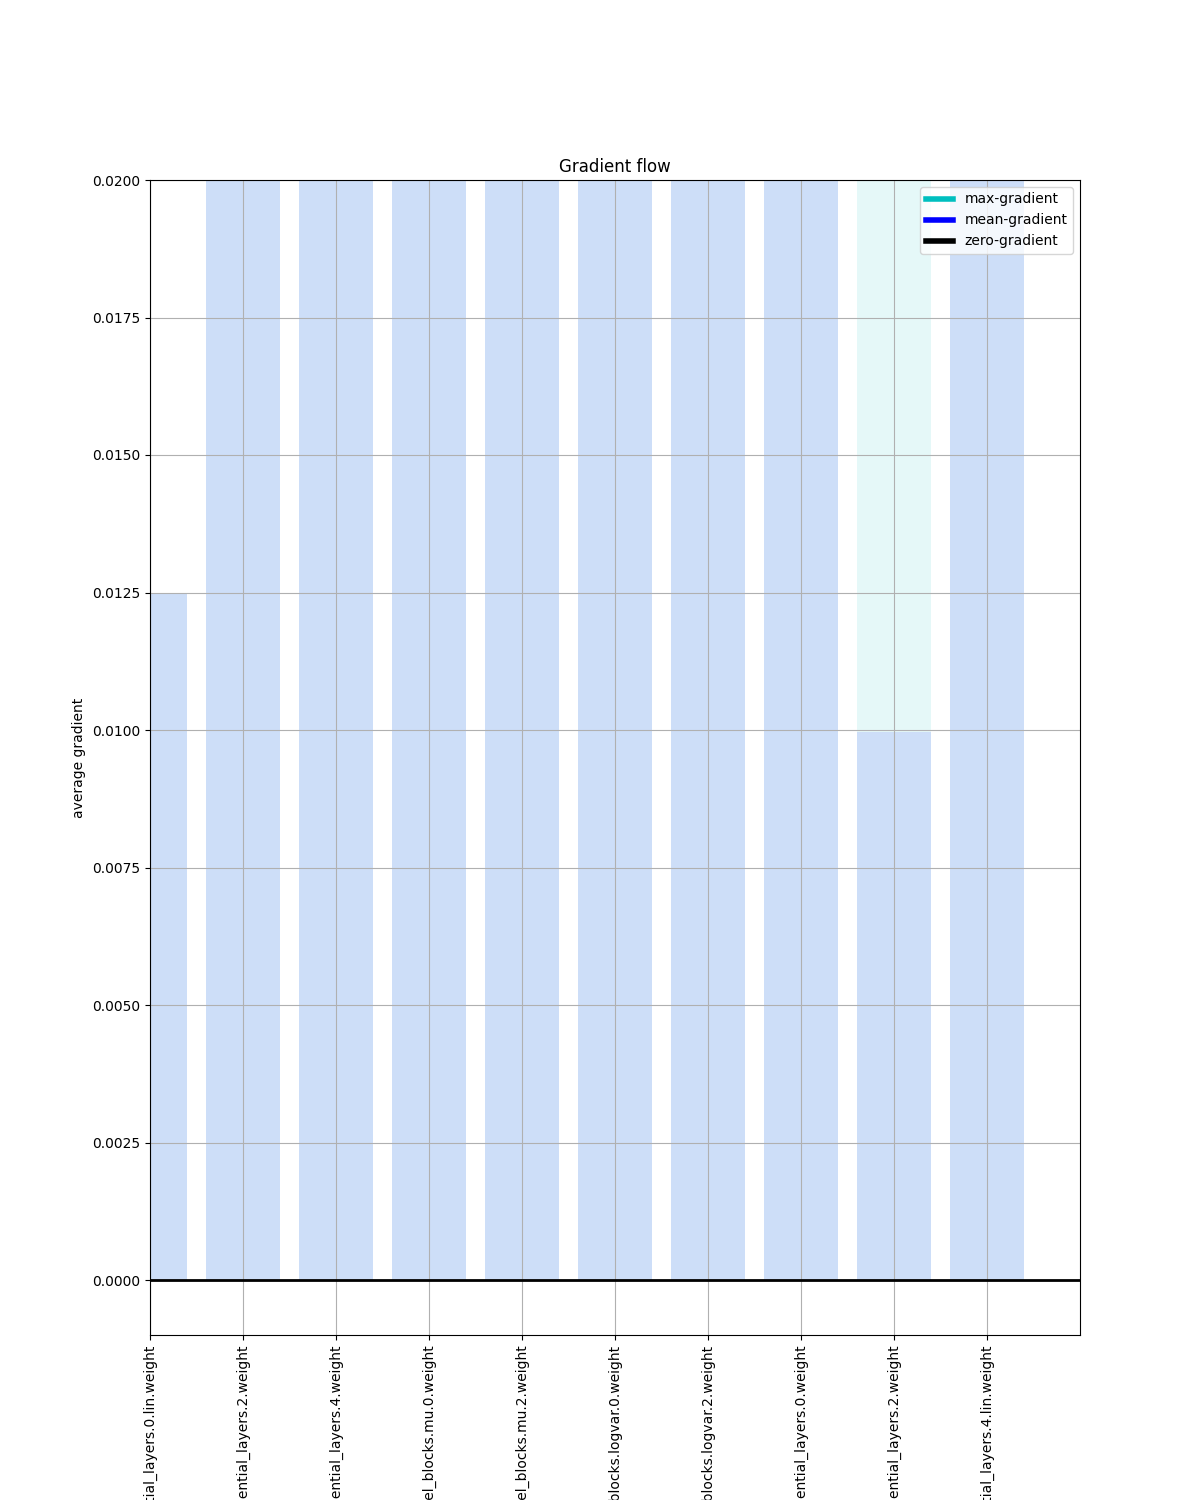 Gradient flow
max-gradient
mean-gradient
zero-gradient
0.0200
0.0175
0.0150
0.0125
0.0100
0.0075
0.0050
0.0025
0.0000
average gradient
tial_layers.0.lin.weight
ential_layers.2.weight
ential_layers.4.weight
el_blocks.mu.0.weight
el_blocks.mu.2.weight
blocks.logvar.0.weight
blocks.logvar.2.weight
ential_layers.0.weight
ential_layers.2.weight
tial_layers.4.lin.weight